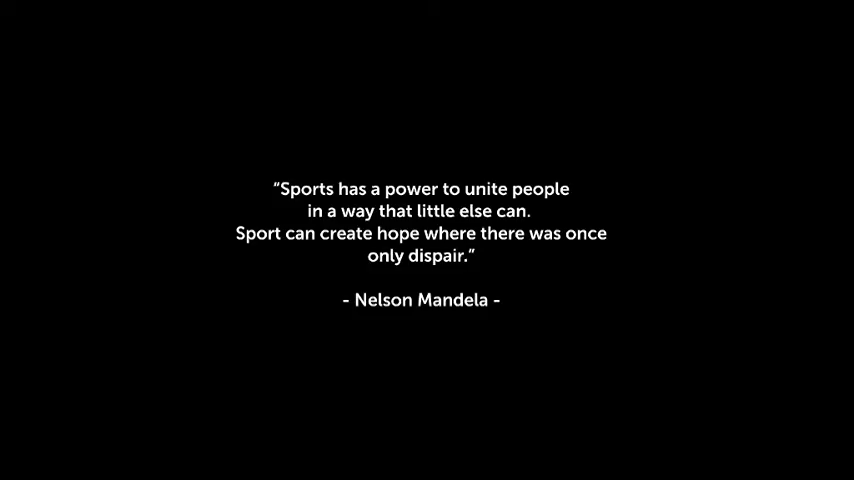 “Sports has a power to unite people
in a way that little else can.
Sport can create hope where there was once
only dispair.”
- Nelson Mandela -